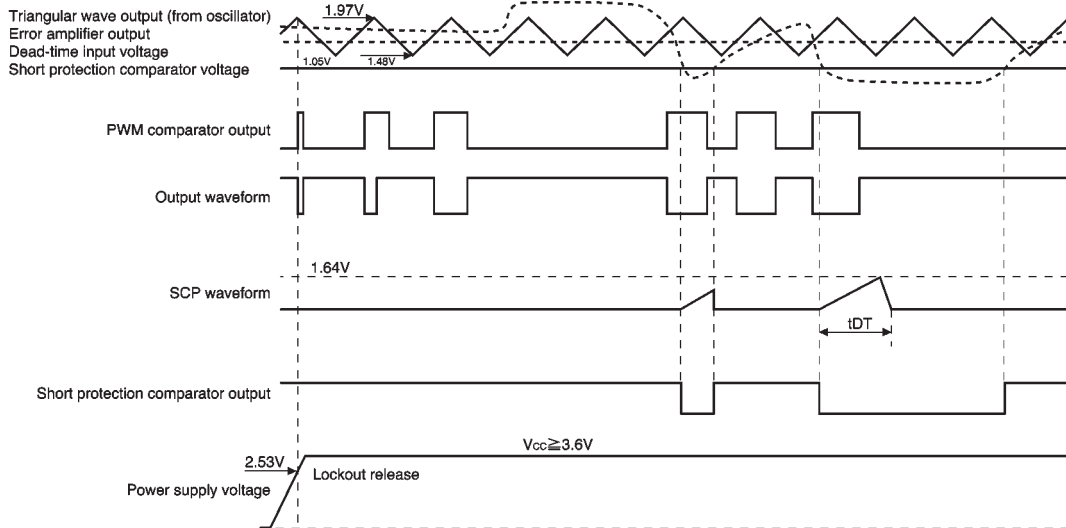 Triangular wave output (from oscillator)
1.97V
Error amplifier output
Dead-time input voltage
Short protection comparator voltage
1.05V
1.48V
PWM comparator output
Output waveform
1.64V
SCP waveform
tDT
Short protection comparator output
Vcc≧3.6V
2.53V
Lockout release
Power supply voltage